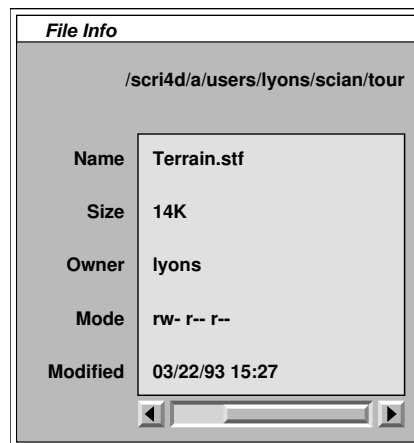 File Info
/scri4d/a/users/lyons/scian/tour
Name Terrain.stf
Size 14K
Owner lyons
Mode rw- r-- r--
Modified 03/22/93 15:27